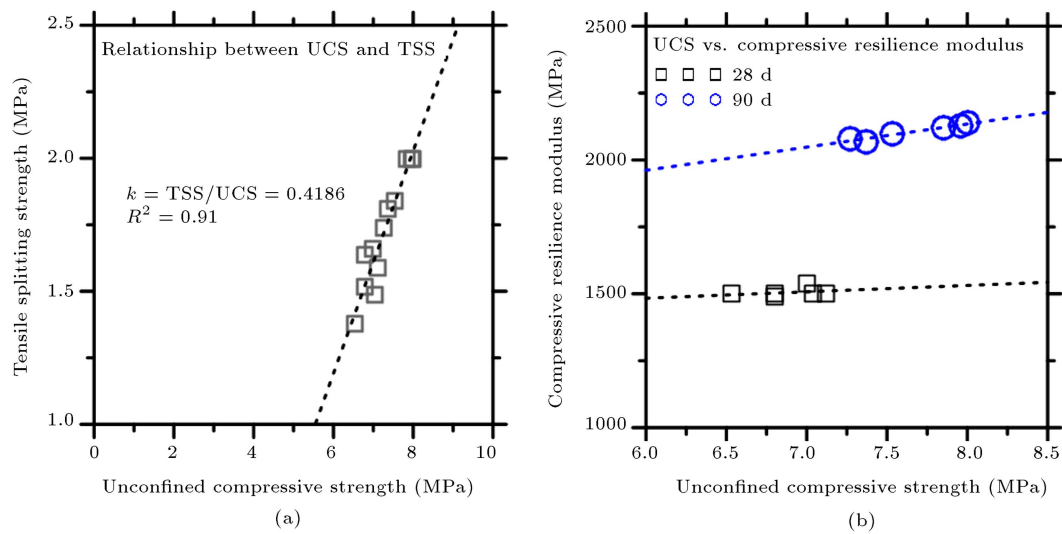 Relationship between UCS and TSS
k = TSS/UCS = 0.4186
R² = 0.91
Tensile splitting strength (MPa)
2.5
2.0
1.5
1.0
0 2 4 6 8 10
Unconfined compressive strength (MPa)
(a)
UCS vs. compressive resilience modulus
28 d
90 d
Compressive resilience modulus (MPa)
2500
2000
1500
1000
6.0 6.5 7.0 7.5 8.0 8.5
Unconfined compressive strength (MPa)
(b)